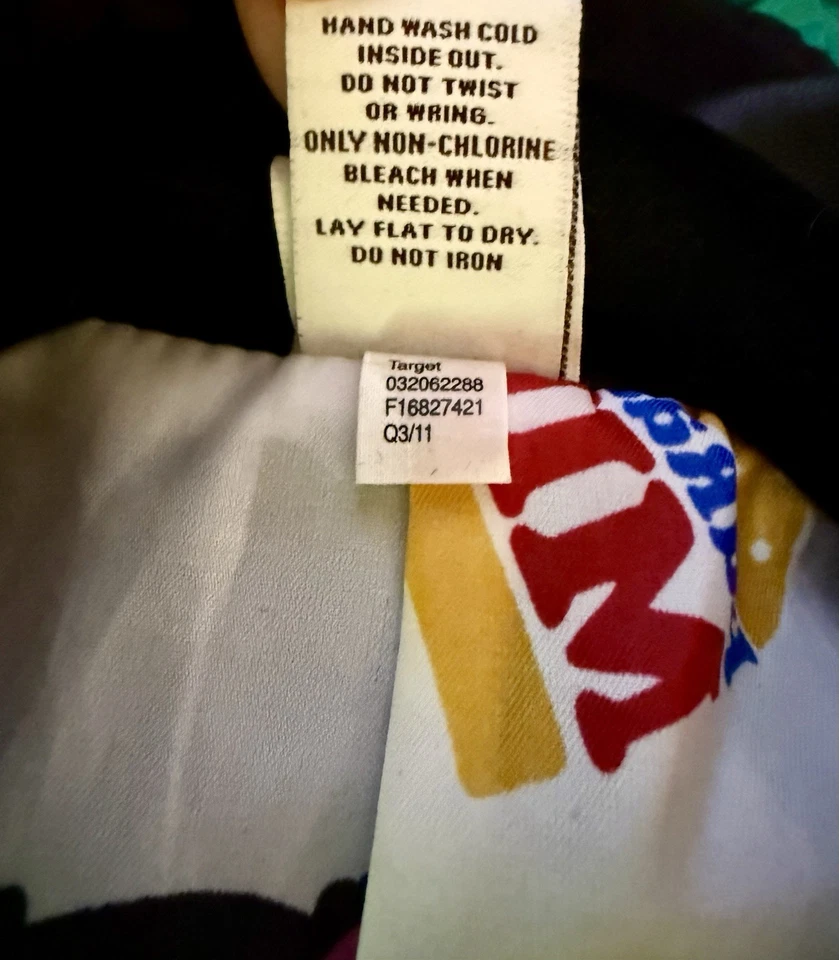 HAND WASH COLD
INSIDE OUT.
DO NOT TWIST
OR WRING.
ONLY NON-CHLORINE
BLEACH WHEN
NEEDED.
LAY FLAT TO DRY.
DO NOT IRON
Target
032062288
F16827421
Q3/11